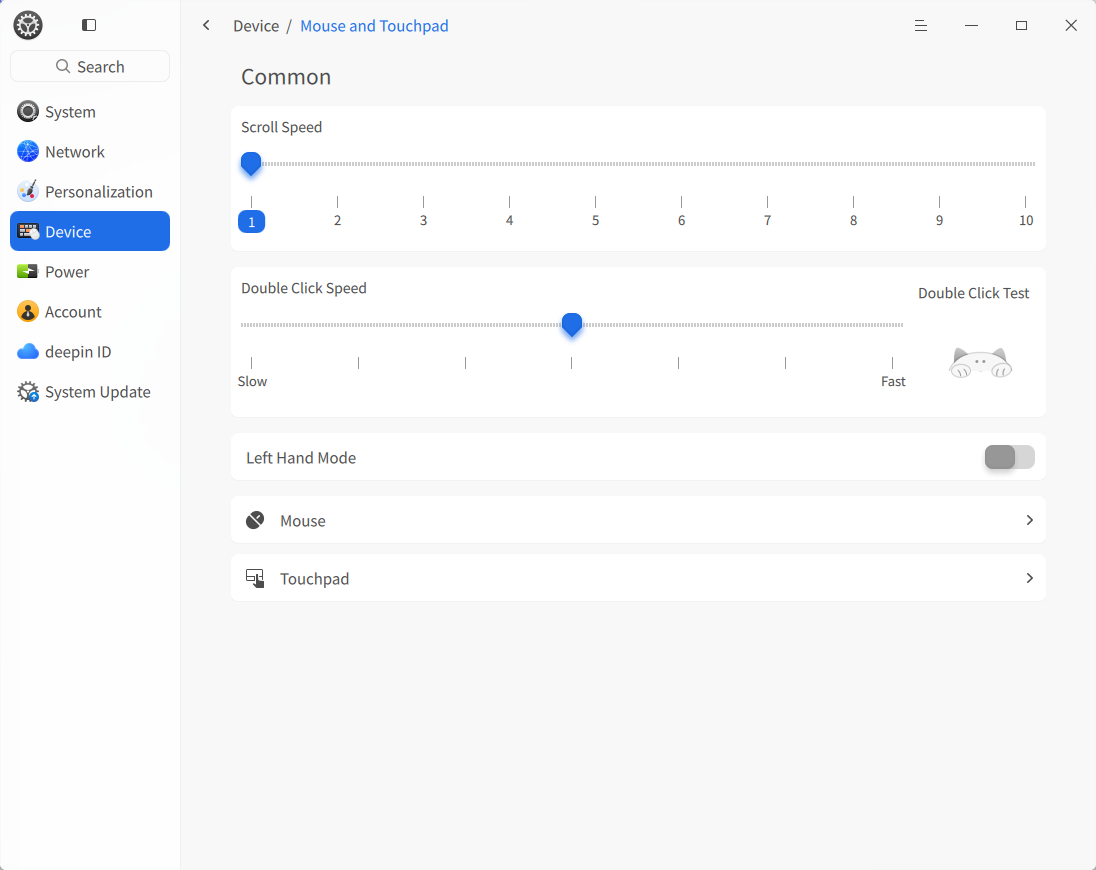 Device / Mouse and Touchpad
Search
System
Network
Personalization
Device
Power
Account
deepin ID
System Update
Common
Scroll Speed
1 2 3 4 5 6 7 8 9 10
Double Click Speed
Double Click Test
Slow Fast
Left Hand Mode
Mouse
Touchpad